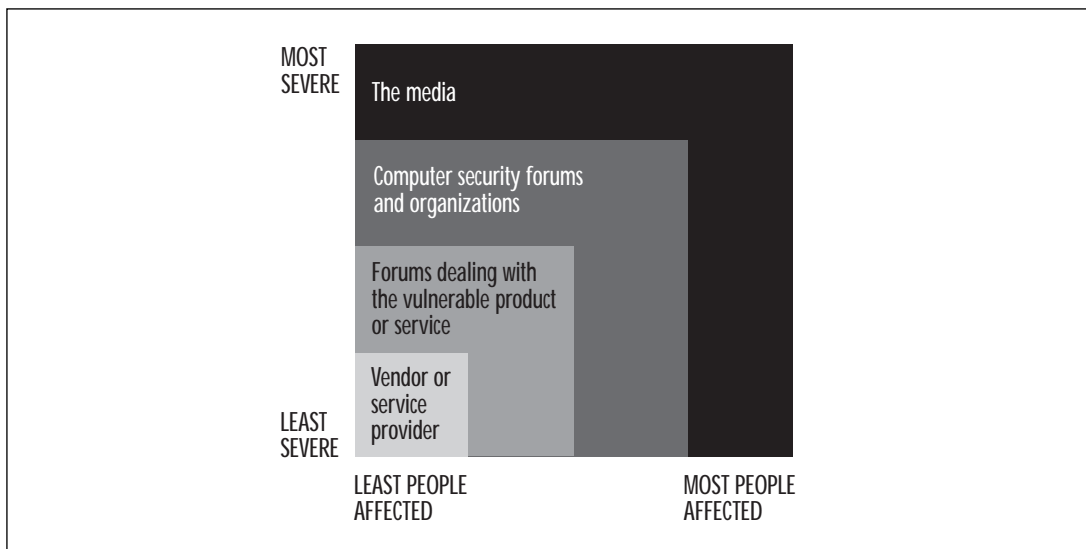 MOST
SEVERE
The media
Computer security forums
and organizations
Forums dealing with
the vulnerable product
or service
Vendor or
service
provider
LEAST
SEVERE
LEAST PEOPLE
AFFECTED
MOST PEOPLE
AFFECTED